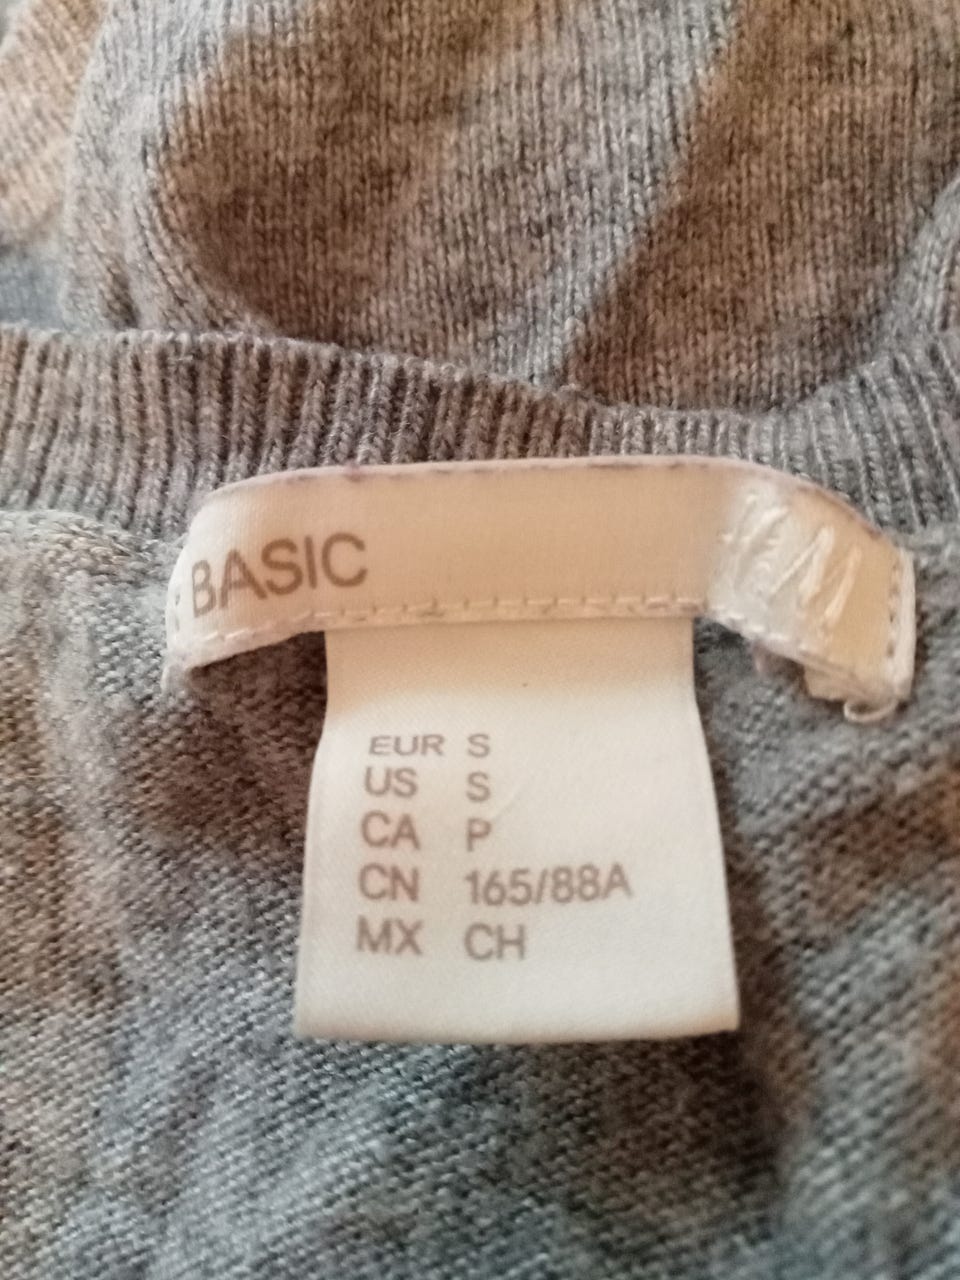 BASIC
EUR S
US S
CA P
CN 165/88A
MX CH